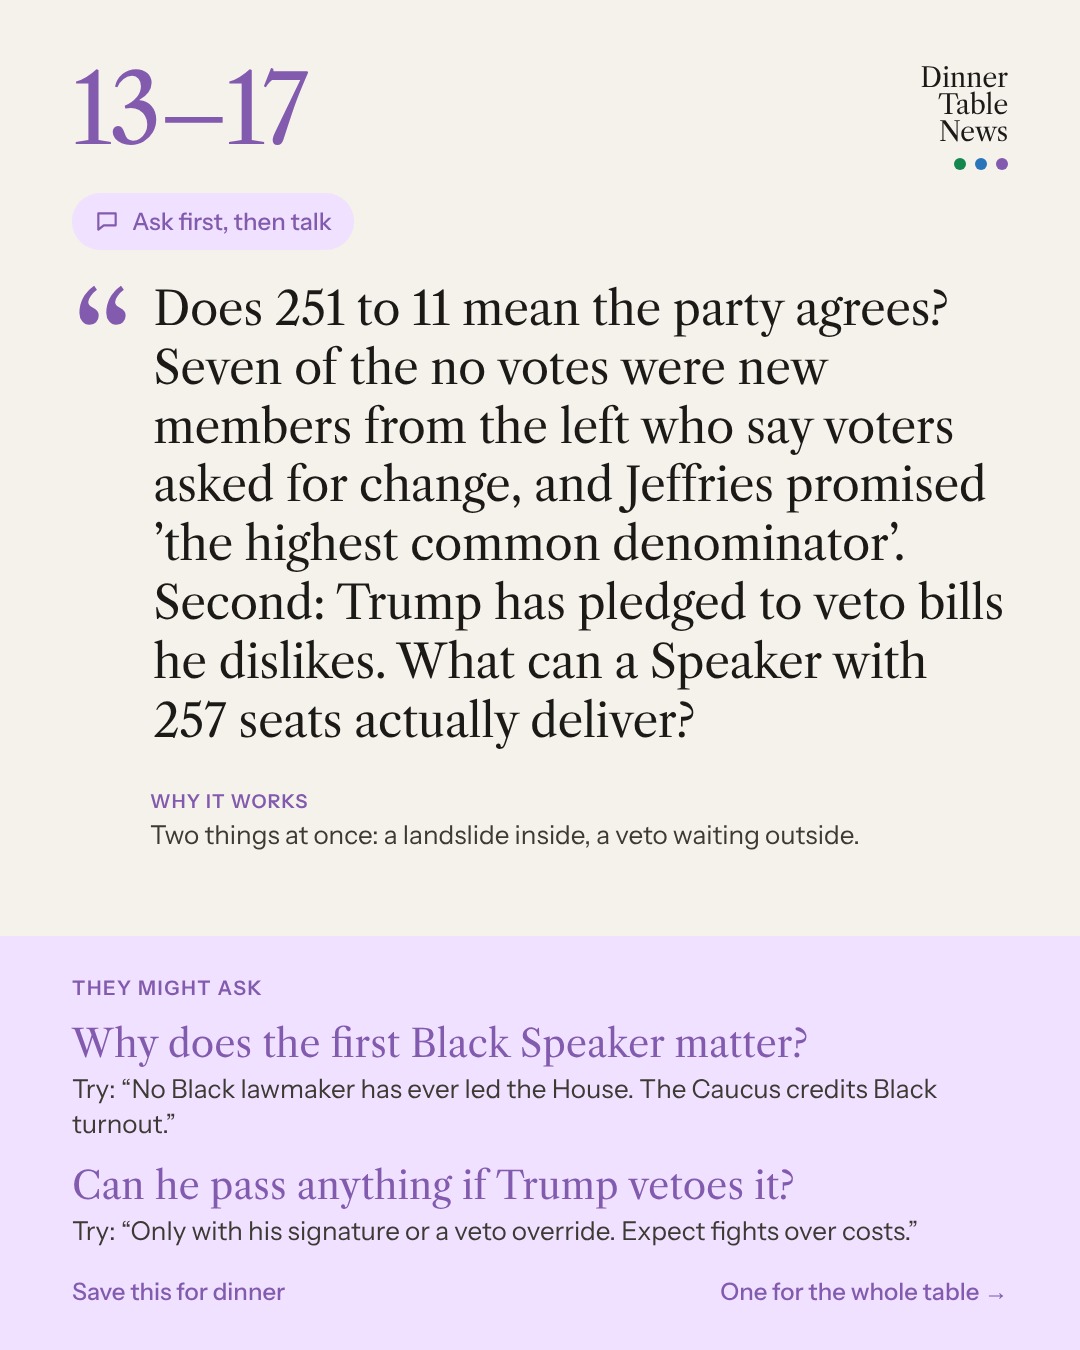 13–17
Dinner
Table
News
Ask first, then talk
“ Does 251 to 11 mean the party agrees?
Seven of the no votes were new
members from the left who say voters
asked for change, and Jeffries promised
’the highest common denominator’.
Second: Trump has pledged to veto bills
he dislikes. What can a Speaker with
257 seats actually deliver?
WHY IT WORKS
Two things at once: a landslide inside, a veto waiting outside.
THEY MIGHT ASK
Why does the first Black Speaker matter?
Try: “No Black lawmaker has ever led the House. The Caucus credits Black
turnout.”
Can he pass anything if Trump vetoes it?
Try: “Only with his signature or a veto override. Expect fights over costs.”
Save this for dinner
One for the whole table →